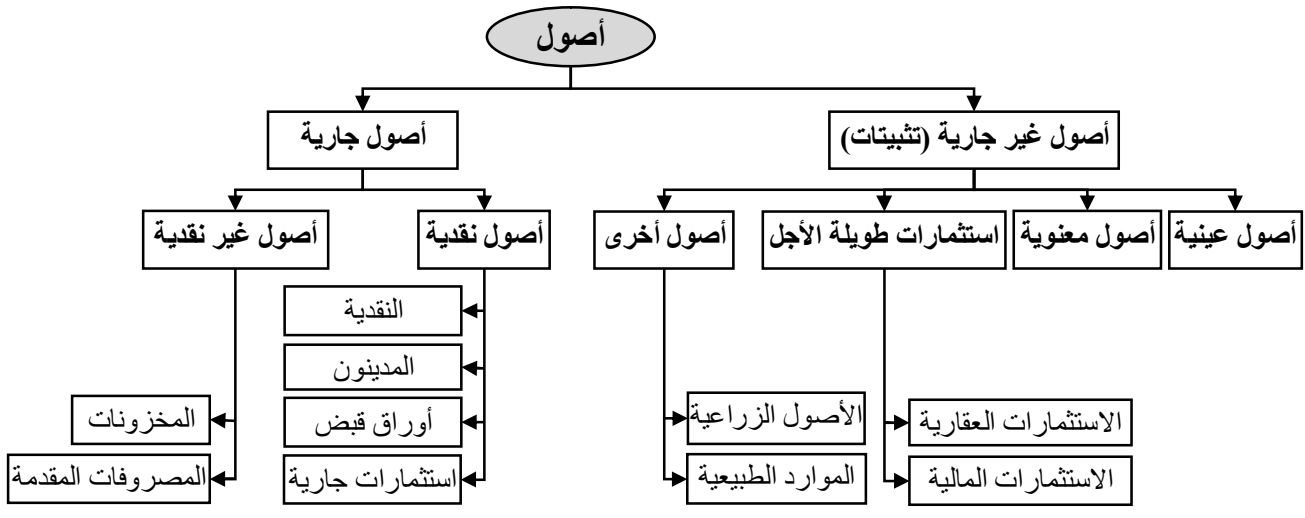 أصول
أصول غير جارية (تثبيتات)
أصول جارية
أصول عينية
أصول معنوية
استثمارات طويلة الأجل
أصول أخرى
أصول نقدية
أصول غير نقدية
النقدية
المدينون
أوراق قبض
استثمارات جارية
المخزونات
المصروفات المقدمة
الأصول الزراعية
الموارد الطبيعية
الاستثمارات العقارية
الاستثمارات المالية